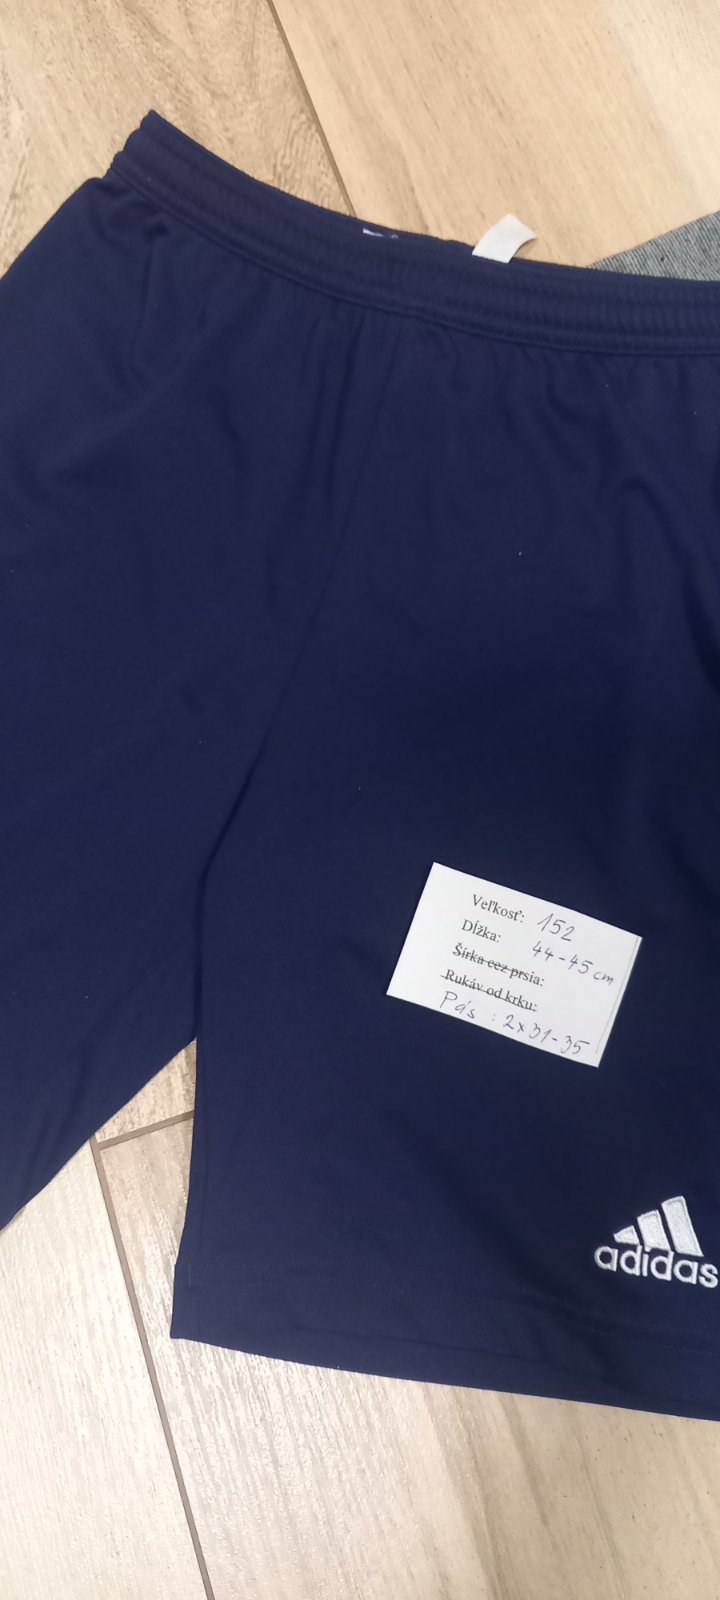 Veľkosť: 152
Dĺžka: 44-45 cm
Šírka cez prsia:
Rukáv od krku:
Pás : 2x31-35
adidas